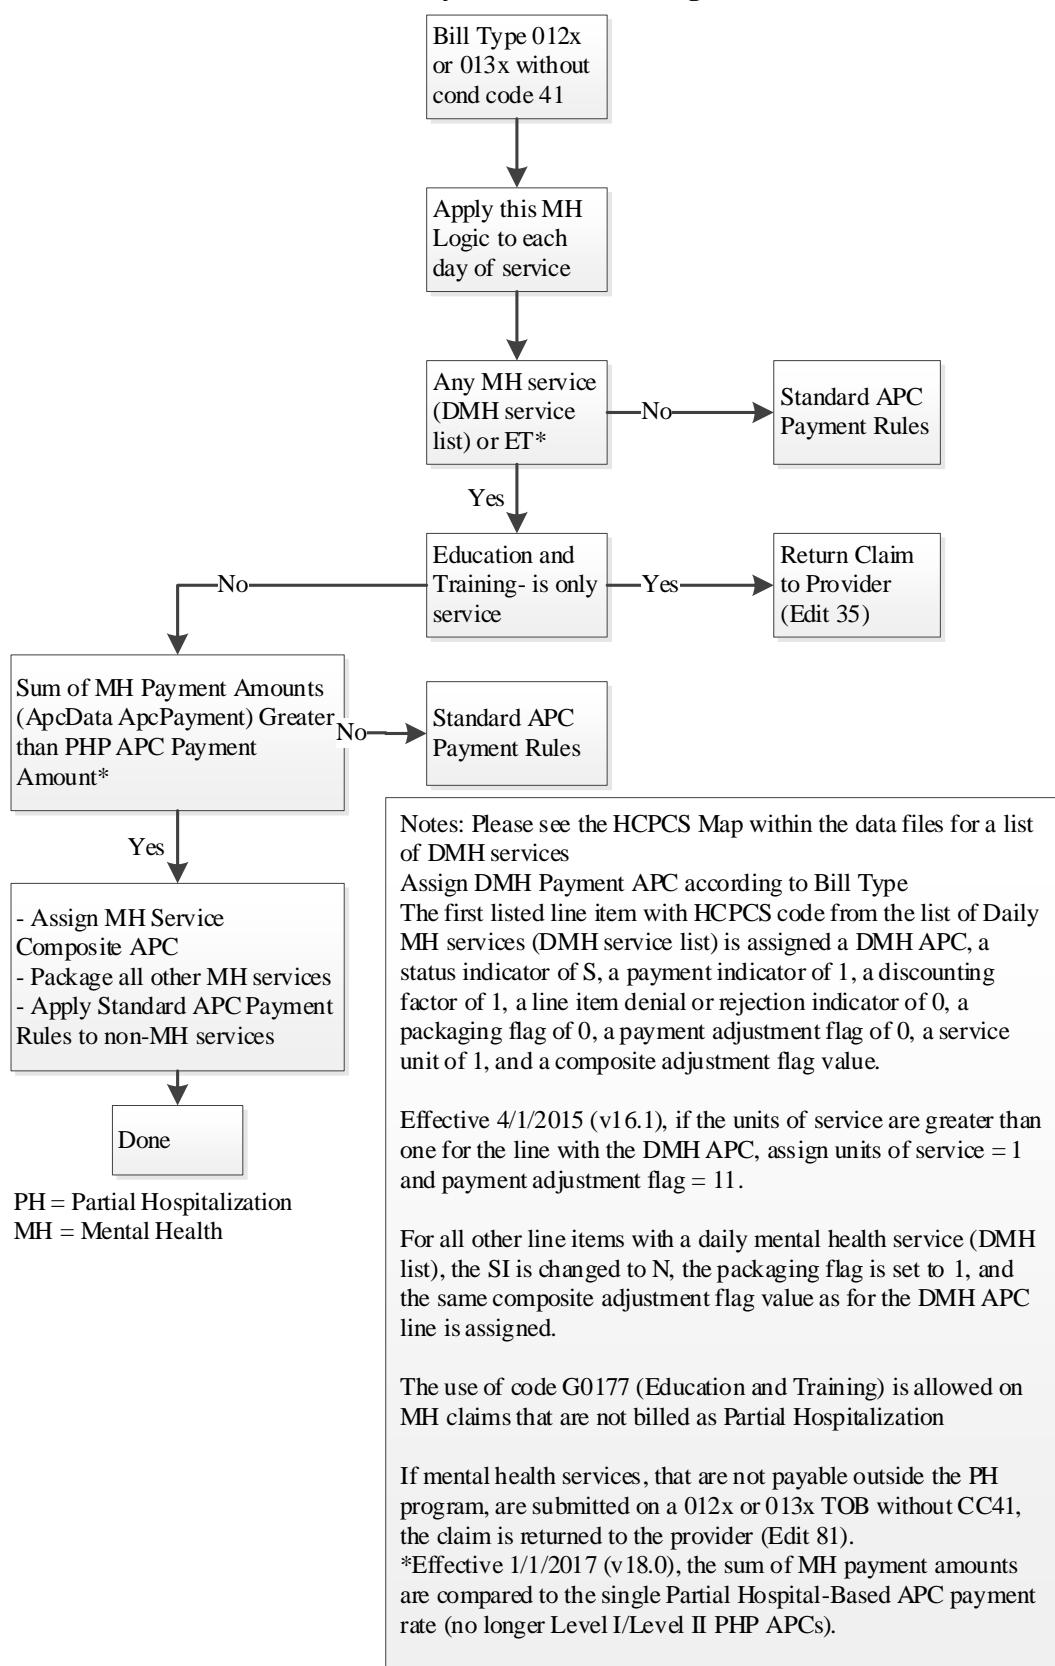 Bill Type 012x
or 013x without
cond code 41
Apply this MH
Logic to each
day of service
Any MH service
(DMH service
list) or ET*
No
Standard APC
Payment Rules
Yes
Education and
Training- is only
service
No
Yes
Return Claim
to Provider
(Edit 35)
Sum of MH Payment Amounts
(ApcData ApcPayment) Greater
than PHP APC Payment
Amount*
No
Standard APC
Payment Rules
Yes
- Assign MH Service
Composite APC
- Package all other MH services
- Apply Standard APC Payment
Rules to non-MH services
Done
PH = Partial Hospitalization
MH = Mental Health
Notes: Please see the HCPCS Map within the data files for a list
of DMH services
Assign DMH Payment APC according to Bill Type
The first listed line item with HCPCS code from the list of Daily
MH services (DMH service list) is assigned a DMH APC, a
status indicator of S, a payment indicator of 1, a discounting
factor of 1, a line item denial or rejection indicator of 0, a
packaging flag of 0, a payment adjustment flag of 0, a service
unit of 1, and a composite adjustment flag value.
Effective 4/1/2015 (v16.1), if the units of service are greater than
one for the line with the DMH APC, assign units of service = 1
and payment adjustment flag = 11.
For all other line items with a daily mental health service (DMH
list), the SI is changed to N, the packaging flag is set to 1, and
the same composite adjustment flag value as for the DMH APC
line is assigned.
The use of code G0177 (Education and Training) is allowed on
MH claims that are not billed as Partial Hospitalization
If mental health services, that are not payable outside the PH
program, are submitted on a 012x or 013x TOB without CC41,
the claim is returned to the provider (Edit 81).
*Effective 1/1/2017 (v18.0), the sum of MH payment amounts
are compared to the single Partial Hospital-Based APC payment
rate (no longer Level I/Level II PHP APCs).